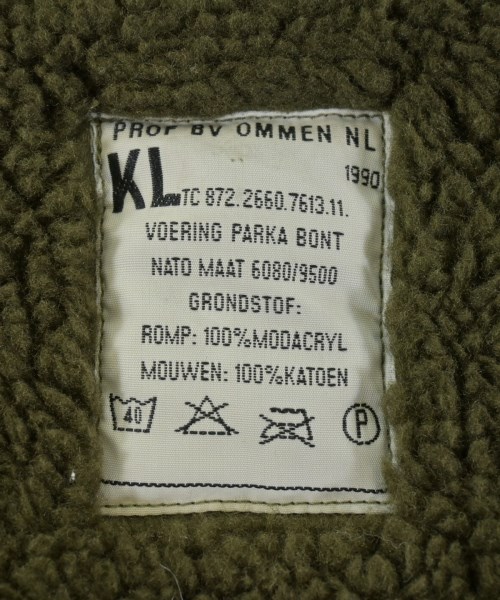 PROF BV OMMEN NL
1990
KL TC 872.2660.7613.11.
VOERING PARKA BONT
NATO MAAT 6080/9500
GRONDSTOF:
ROMP: 100%MODACRYL
MOUWEN: 100%KATOEN
40 P